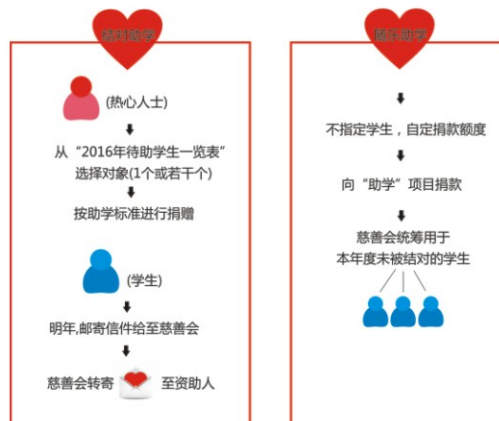 结对助学
(热心人士)
从“2016年待助学生一览表”
选择对象(1个或若干个)
按助学标准进行捐赠
(学生)
明年,邮寄信件给至慈善会
慈善会转寄 至资助人
不指定学生，自定捐款额度
向“助学”项目捐款
慈善会统筹用于
本年度未被结对的学生